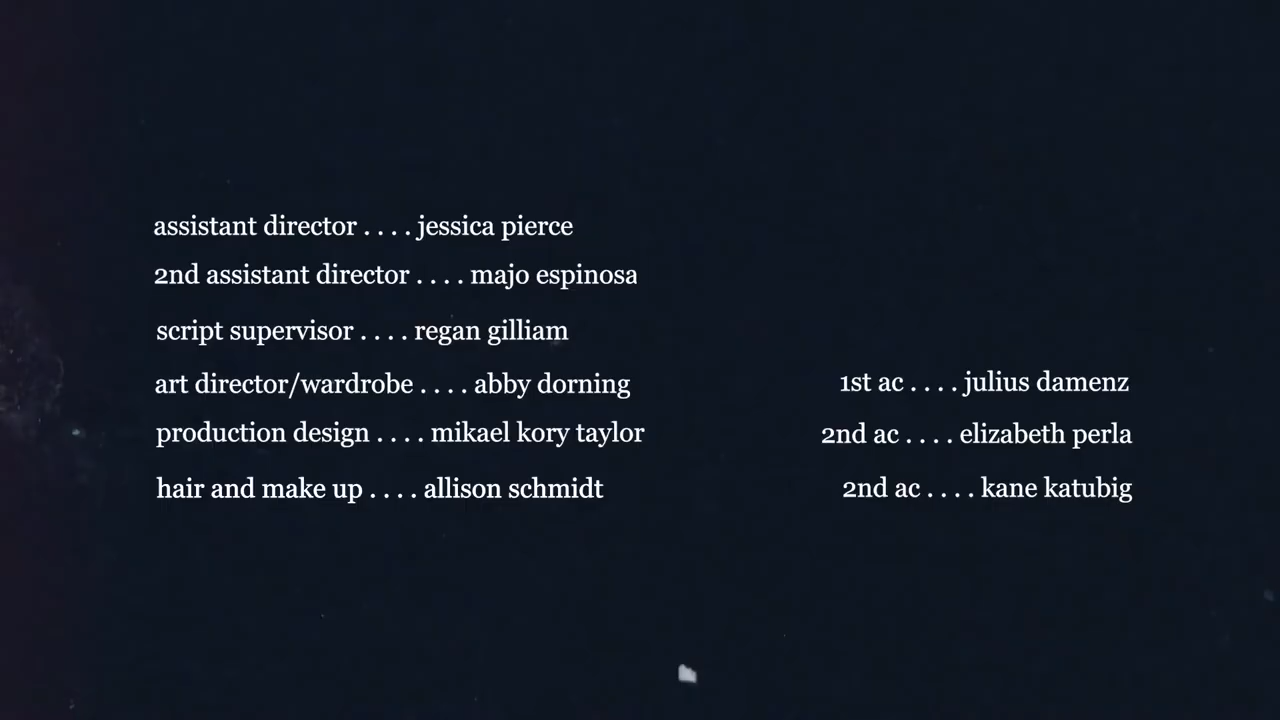 assistant director . . . . jessica pierce
2nd assistant director . . . . majo espinosa
script supervisor . . . . regan gilliam
art director/wardrobe . . . . abby dorning
production design . . . . mikael kory taylor
hair and make up . . . . allison schmidt
1st ac . . . . julius damenz
2nd ac . . . . elizabeth perla
2nd ac . . . . kane katubig